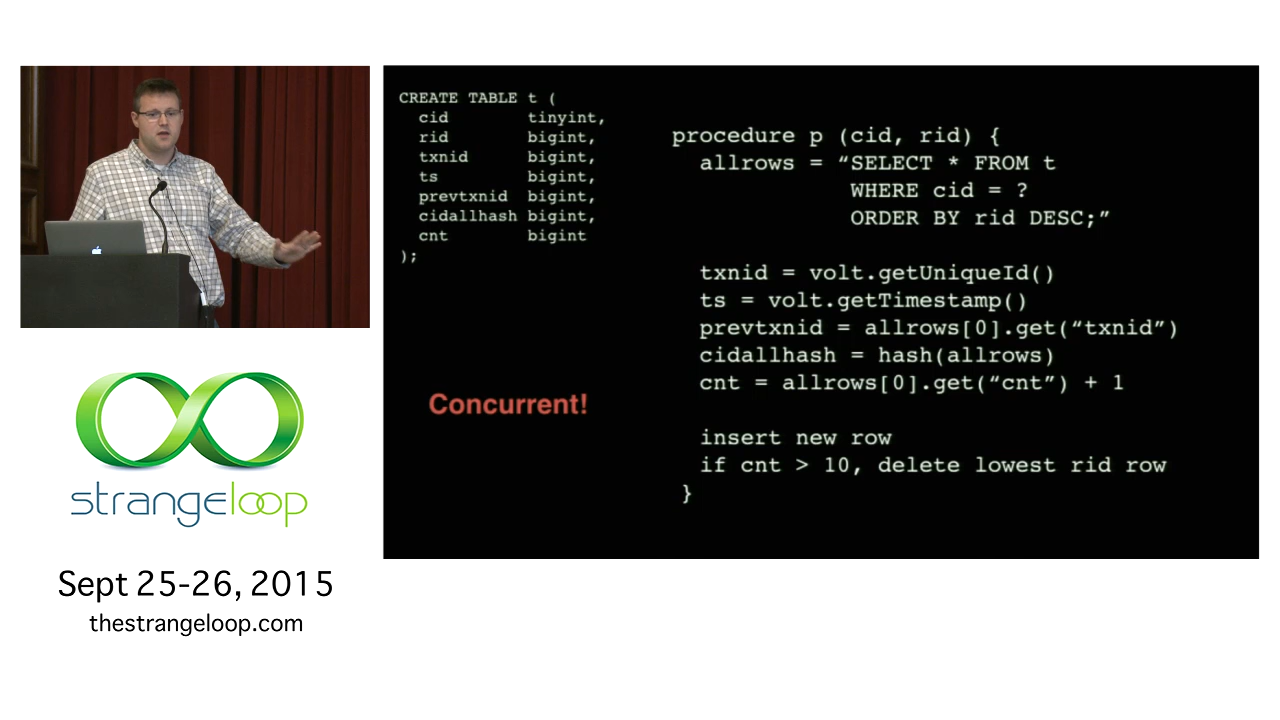 CREATE TABLE t (
cid tinyint,
rid bigint,
txnid bigint,
ts bigint,
prevtxnid bigint,
cidallhash bigint,
cnt bigint
);
Concurrent!
procedure p (cid, rid) {
allrows = “SELECT * FROM t
WHERE cid = ?
ORDER BY rid DESC;”
txnid = volt.getUniqueId()
ts = volt.getTimestamp()
prevtxnid = allrows[0].get(“txnid”)
cidallhash = hash(allrows)
cnt = allrows[0].get(“cnt”) + 1
insert new row
if cnt > 10, delete lowest rid row
}
strangeloop
Sept 25-26, 2015
thestrangeloop.com